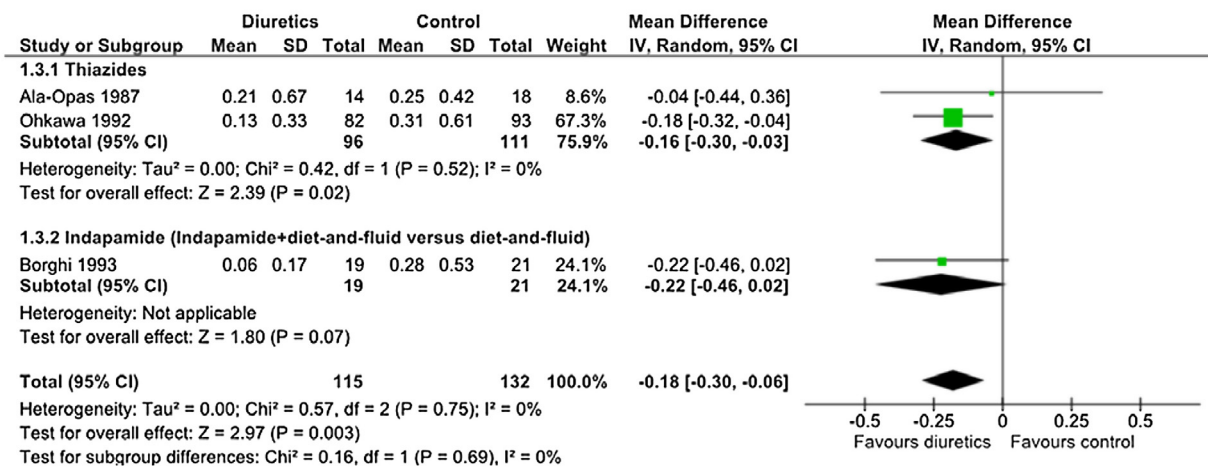 Diuretics Control Mean Difference Mean Difference
Study or Subgroup Mean SD Total Mean SD Total Weight IV, Random, 95% CI IV, Random, 95% CI
1.3.1 Thiazides
Ala-Opas 1987 0.21 0.67 14 0.25 0.42 18 8.6% -0.04 [-0.44, 0.36]
Ohkawa 1992 0.13 0.33 82 0.31 0.61 93 67.3% -0.18 [-0.32, -0.04]
Subtotal (95% CI) 96 111 75.9% -0.16 [-0.30, -0.03]
Heterogeneity: Tau² = 0.00; Chi² = 0.42, df = 1 (P = 0.52); I² = 0%
Test for overall effect: Z = 2.39 (P = 0.02)
1.3.2 Indapamide (Indapamide+diet-and-fluid versus diet-and-fluid)
Borghi 1993 0.06 0.17 19 0.28 0.53 21 24.1% -0.22 [-0.46, 0.02]
Subtotal (95% CI) 19 21 24.1% -0.22 [-0.46, 0.02]
Heterogeneity: Not applicable
Test for overall effect: Z = 1.80 (P = 0.07)
Total (95% CI) 115 132 100.0% -0.18 [-0.30, -0.06]
Heterogeneity: Tau² = 0.00; Chi² = 0.57, df = 2 (P = 0.75); I² = 0%
Test for overall effect: Z = 2.97 (P = 0.003)
Test for subgroup differences: Chi² = 0.16, df = 1 (P = 0.69), I² = 0%
-0.5 -0.25 0 0.25 0.5
Favours diuretics Favours control